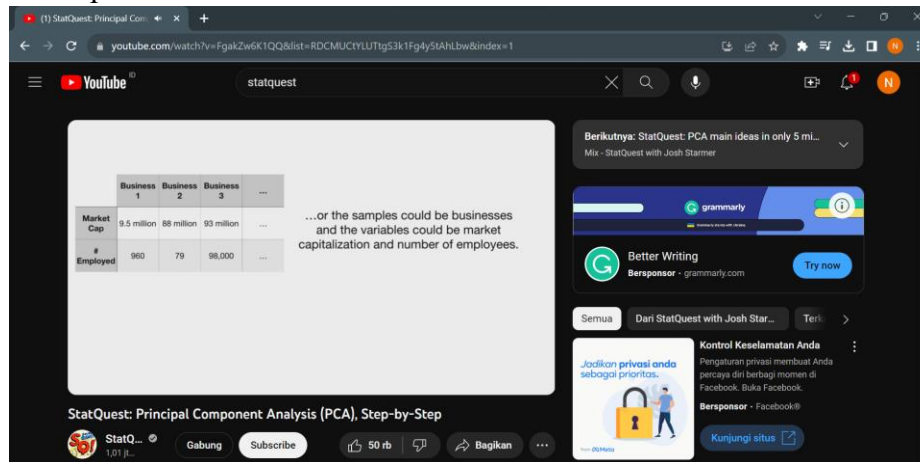 (1) StatQuest: Principal Com
youtube.com/watch?v=FgakZw6K1QQ&list=RDCMUCtYLUTtgS3k1Fg4y5tAhLbw&index=1
YouTube ID
statquest
N
Business 1 Business 2 Business 3 ...
Market Cap 9.5 million 88 million 93 million ...
# Employed 960 79 98,000 ...
...or the samples could be businesses
and the variables could be market
capitalization and number of employees.
StatQuest: Principal Component Analysis (PCA), Step-by-Step
StatQ...
1,01 jt...
Gabung
Subscribe
50 rb
Bagikan
Berikutnya: StatQuest: PCA main ideas in only 5 mi...
Mix - StatQuest with Josh Starmer
grammarly
Better Writing
Bersponsor · grammarly.com
Try now
Semua
Dari StatQuest with Josh Star...
Jadikan privasi anda
sebagai prioritas.
Kontrol Keselamatan Anda
Pengaturan privasi membuat Anda
percaya diri berbagi momen di
Facebook. Buka Facebook.
Bersponsor · Facebook®
Kunjungi situs